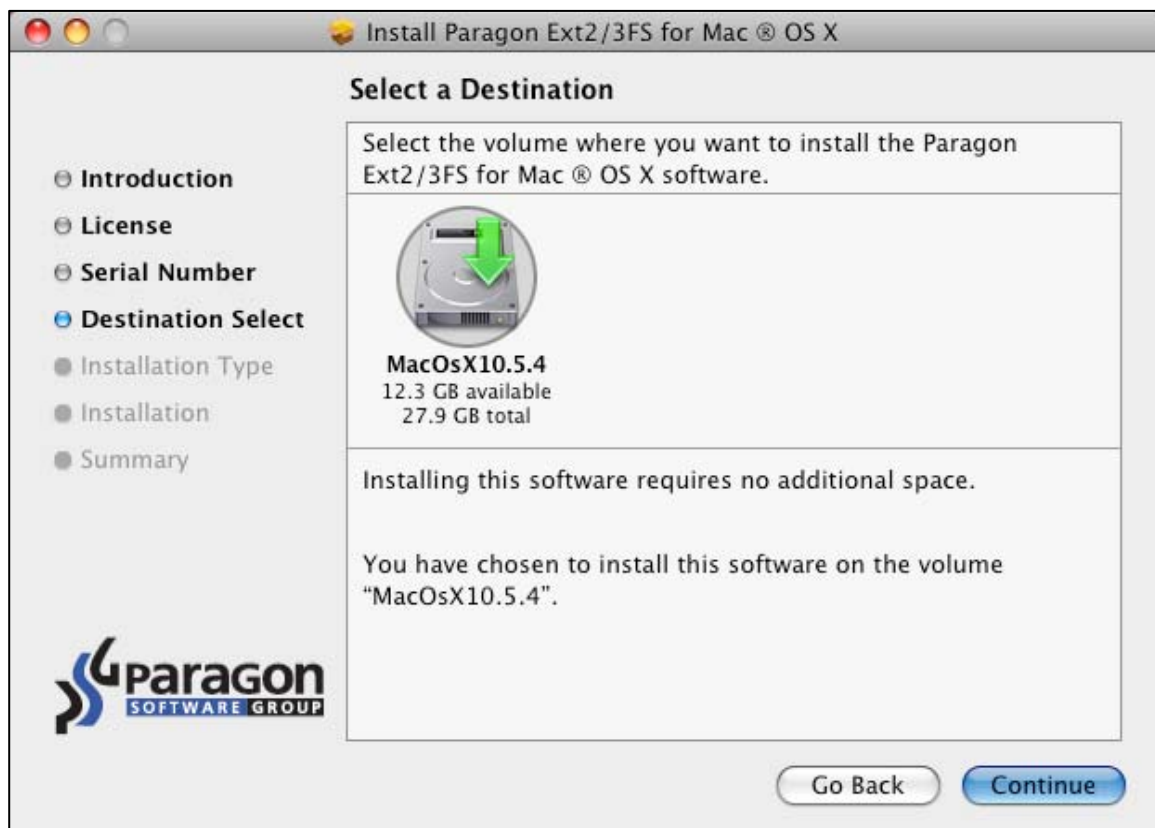 Install Paragon Ext2/3FS for Mac ® OS X
Select a Destination
Introduction
License
Serial Number
Destination Select
Installation Type
Installation
Summary
Select the volume where you want to install the Paragon
Ext2/3FS for Mac ® OS X software.
MacOsX10.5.4
12.3 GB available
27.9 GB total
Installing this software requires no additional space.
You have chosen to install this software on the volume
“MacOsX10.5.4”.
Paragon
SOFTWARE GROUP
Go Back
Continue